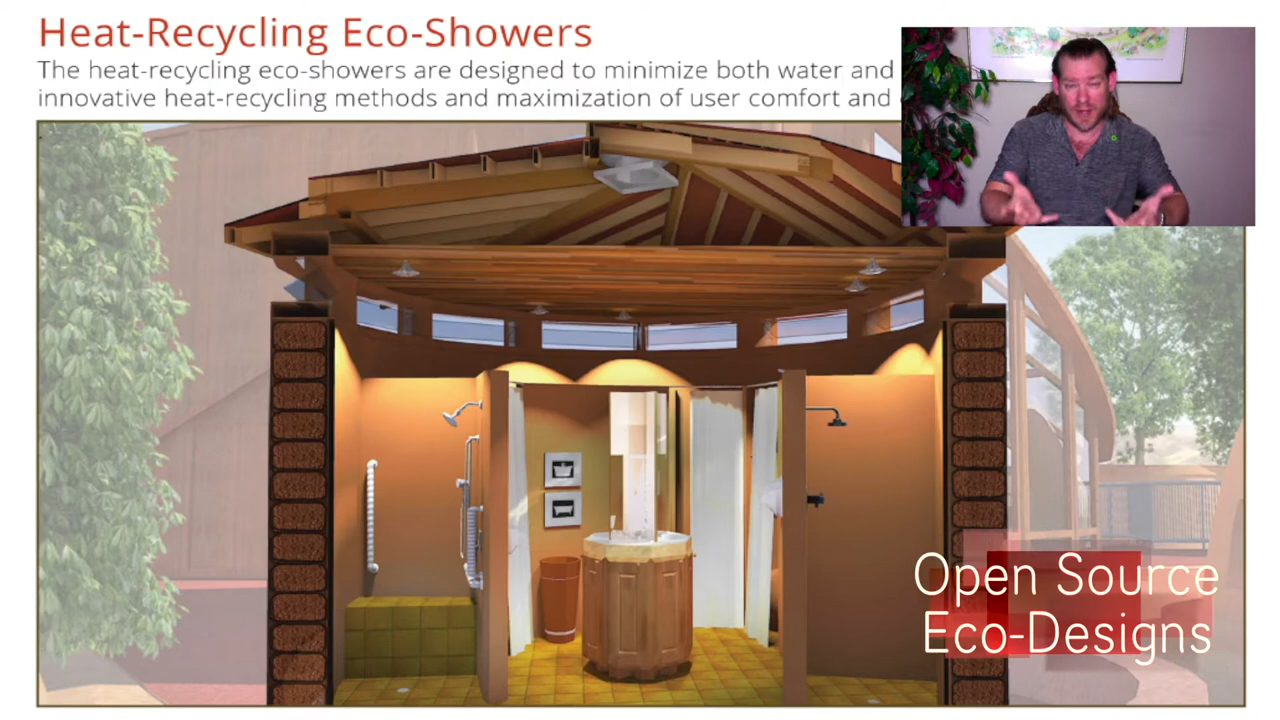 Heat-Recycling Eco-Showers
The heat-recycling eco-showers are designed to minimize both water and
innovative heat-recycling methods and maximization of user comfort and
Open Source
Eco-Designs